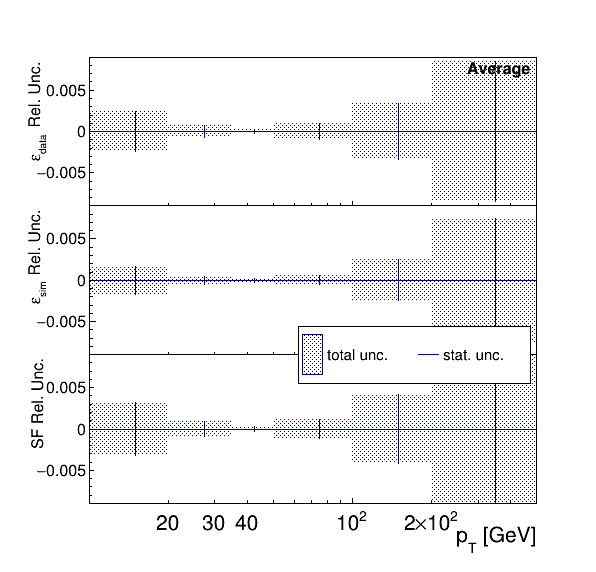 Average
ε_data Rel. Unc.
0.005
0
−0.005
ε_sim Rel. Unc.
0.005
0
−0.005
total unc.
stat. unc.
SF Rel. Unc.
0.005
0
−0.005
20 30 40 10² 2×10²
p_T [GeV]